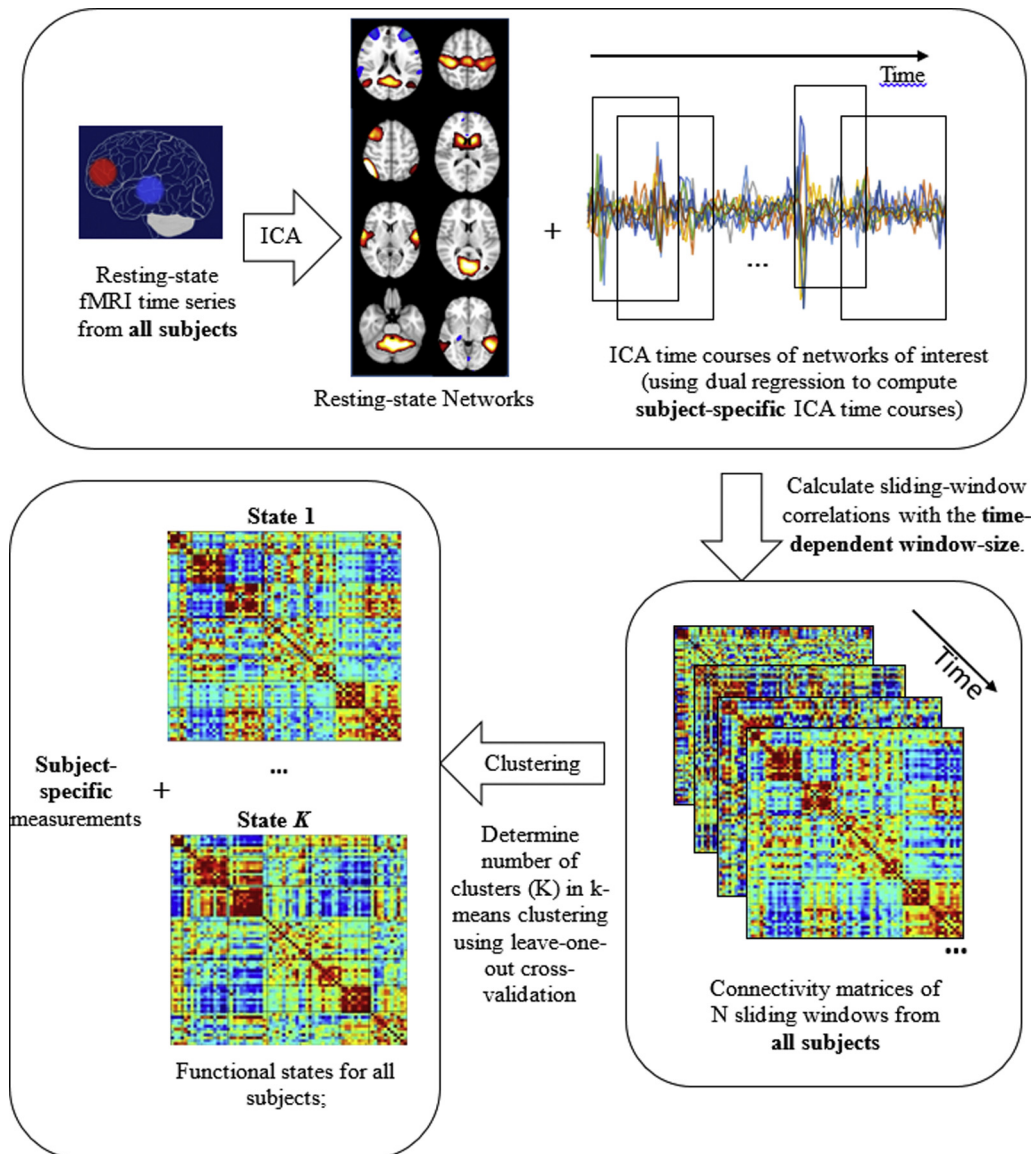 Resting-state
fMRI time series
from all subjects
ICA
Resting-state Networks
+
Time
...
ICA time courses of networks of interest
(using dual regression to compute
subject-specific ICA time courses)
Calculate sliding-window
correlations with the time-
dependent window-size.
Time
...
Connectivity matrices of
N sliding windows from
all subjects
Clustering
Determine
number of
clusters (K) in k-
means clustering
using leave-one-
out cross-
validation
State 1
...
Subject-
specific
measurements
+
State K
Functional states for all
subjects;